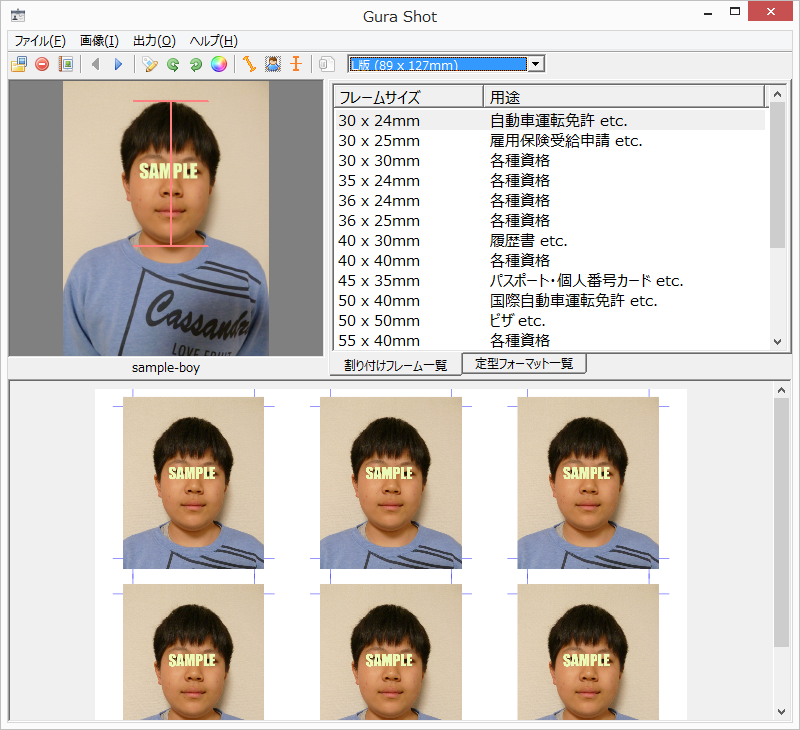 Gura Shot
ファイル(F) 画像(I) 出力(O) ヘルプ(H)
L版 (89 x 127mm)
SAMPLE
Cassandra
LOVE FRUIT
sample-boy
フレームサイズ 用途
30 x 24mm 自動車運転免許 etc.
30 x 25mm 雇用保険受給申請 etc.
30 x 30mm 各種資格
35 x 24mm 各種資格
36 x 24mm 各種資格
36 x 25mm 各種資格
40 x 30mm 履歴書 etc.
40 x 40mm 各種資格
45 x 35mm パスポート・個人番号カード etc.
50 x 40mm 国際自動車運転免許 etc.
50 x 50mm ビザ etc.
55 x 40mm 各種資格
割り付けフレーム一覧 定型フォーマット一覧
SAMPLE SAMPLE SAMPLE
SAMPLE SAMPLE SAMPLE